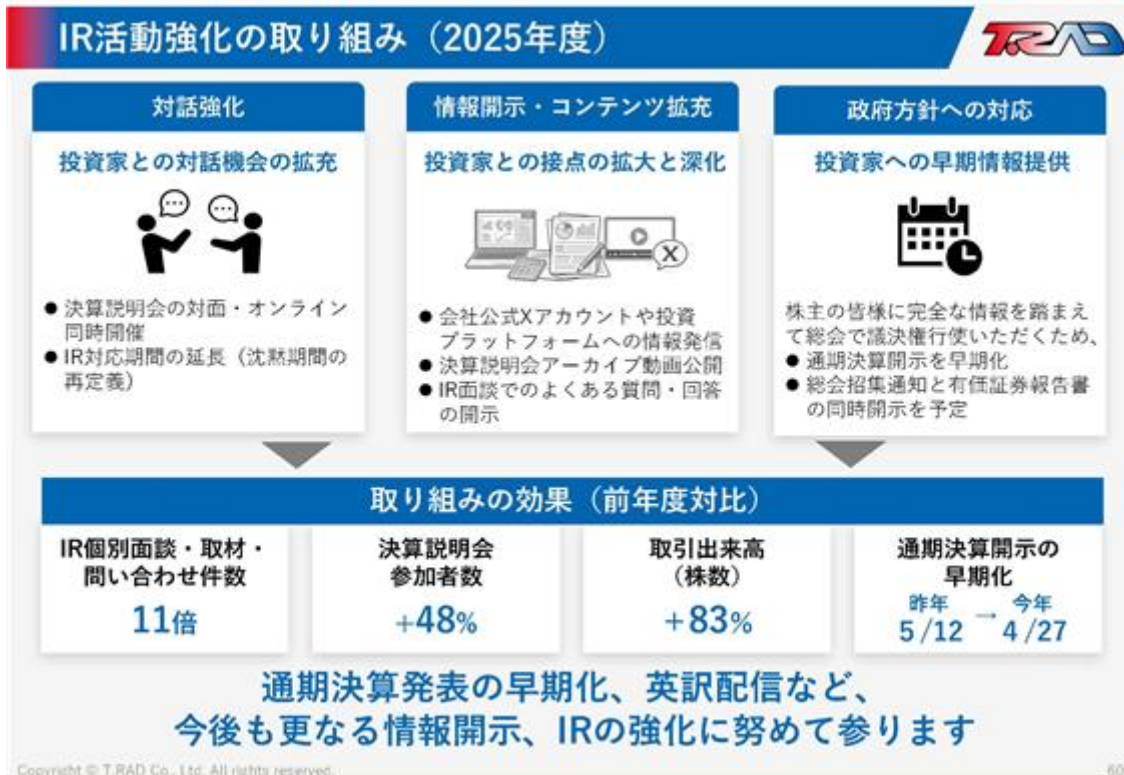 IR活動強化の取り組み（2025年度）
T.RAD
対話強化
投資家との対話機会の拡充
● 決算説明会の対面・オンライン
同時開催
● IR対応期間の延長（沈黙期間の
再定義）
情報開示・コンテンツ拡充
投資家との接点の拡大と深化
X
● 会社公式Xアカウントや投資
プラットフォームへの情報発信
● 決算説明会アーカイブ動画公開
● IR面談でのよくある質問・回答
の開示
政府方針への対応
投資家への早期情報提供
株主の皆様に完全な情報を踏まえ
て総会で議決権行使いただくため、
● 通期決算開示を早期化
● 総会招集通知と有価証券報告書
の同時開示を予定
取り組みの効果（前年度対比）
IR個別面談・取材・
問い合わせ件数
11倍
決算説明会
参加者数
+48%
取引出来高
（株数）
+83%
通期決算開示の
早期化
昨年 今年
5/12 → 4/27
通期決算発表の早期化、英訳配信など、
今後も更なる情報開示、IRの強化に努めて参ります
Copyright © T.RAD Co., Ltd. All rights reserved.
60